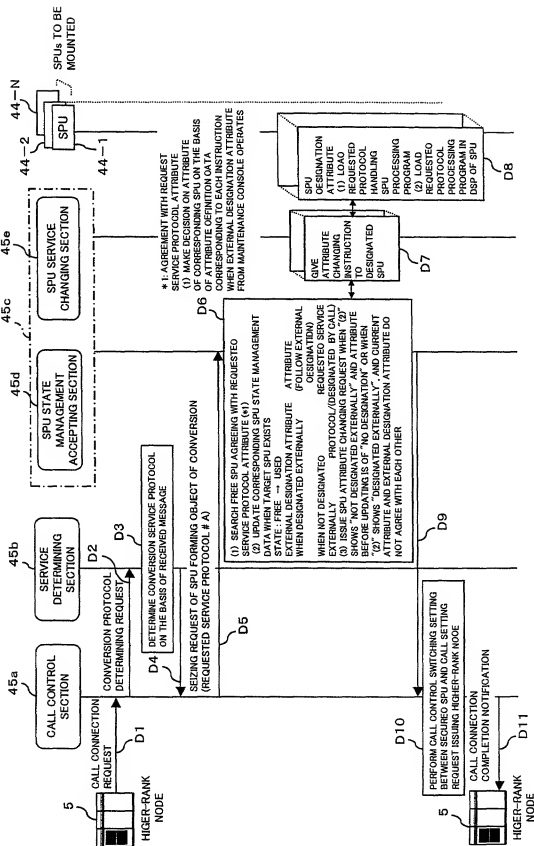 45a
CALL CONTROL
SECTION
45b
SERVICE
DETERMINING
SECTION
45c
45d
SPU STATE
MANAGEMENT
ACCEPTING SECTION
45e
SPU SERVICE
CHANGING SECTION
44-N
44-2
SPU
44-1
SPUs TO BE
MOUNTED
5
HIGER-RANK
NODE
CALL CONNECTION
REQUEST
D1
CONVERSION PROTOCOL
DETERMINING REQUEST
D2
D3
DETERMINE CONVERSION SERVICE PROTOCOL
ON THE BASIS OF RECEIVED MESSAGE
D4
SEIZING REQUEST OF SPU FORMING OBJECT OF CONVERSION
(REQUESTED SERVICE PROTOCOL # A)
D5
*1: AGREEMENT WITH REQUEST
SERVICE PROTOCOL ATTRIBUTE
(1) MAKE DECISION ON ATTRIBUTE
OF CORRESPONDING SPU ON THE BASIS
OF ATTRIBUTE DEFINITION DATA
CORRESPONDING TO EACH INSTRUCTION
WHEN EXTERNAL DESIGNATION ATTRIBUTE
FROM MAINTENANCE CONSOLE OPERATES
D6
(1) SEARCH FREE SPU AGREEING WITH REQUESTEO
SERVICE PROTOCOL ATTRIBUTE (*1)
(2) UPDATE CORRESPONDING SPU STATE MANAGEMENT
DATA WHEN TARGET SPU EXISTS
STATE : FREE → USED
EXTERNAL DESIGNATION ATTRIBUTE ATTRIBUTE
WHEN DESIGNATED EXTERNALLY (FOLLOW EXTERNAL
DESIGNATION)
WHEN NOT DESIGNATEO REQUESTEO SERVICE
EXTERNALLY PROTOCOL/(DESIGNATED BY CALL)
(3) ISSUE SPU ATTRIBUTE CHANGING REQUEST WHEN "(2)"
SHOWS "NOT DESIGNATED EXTERNALLY" AND ATTRIBUTE
BEFORE UPDATING IS OF "NO DESIGNATION" OR WHEN
"(2)" SHOWS "DESIGNATED EXTERNALLY", AND CURRENT
ATTRIBUTE AND EXTERNAL DESIGNATION ATTRIBUTE DO
NOT AGREE WITH EACH OTHER
GIVE
ATTRIBUTE
CHANGING
INSTRUCTION
TO
DESIGNATED
SPU
D7
SPU
DESIGNATION
ATTRIBUTE
(1) LOAD
REQUESTED
PROTOCOL
HANDLING
SPU
PROCESSING
PROGRAM
(2) LOAD
REQUESTEO
PROTOCOL
PROCESSING
PROGRAM IN
DSP OF SPU
D8
D9
D10
PERFORM CALL CONTROL SWITCHING SETTING
BETWEEN SECURED SPU AND CALL SETTING
REQUEST ISSUING HIGHER-RANK NODE
CALL CONNECTION
COMPLETION NOTIFICATION
D11
5
HIGER-RANK
NODE